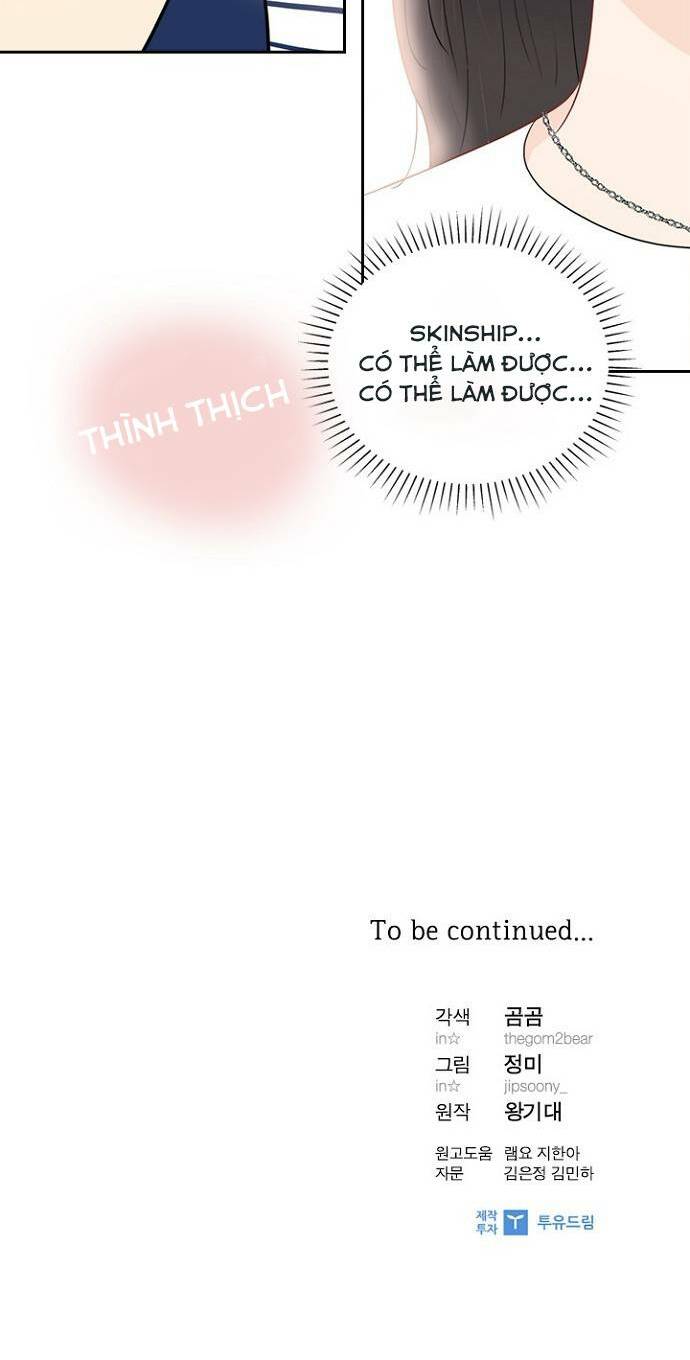 SKINSHIP...
CÓ THỂ LÀM ĐƯỢC...
CÓ THỂ LÀM ĐƯỢC...
THÌNH THỊCH
To be continued...
각색 곰곰
in☆ thegom2bear
그림 정미
in☆ jipsoony_
원작 왕기대
원고도움 램요 지한아
자문 김은정 김민하
제작
투자 투유드림